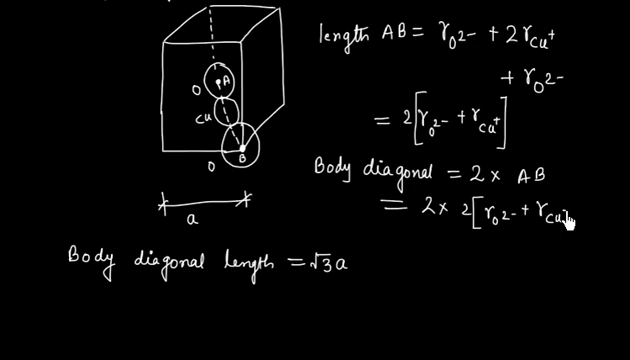 length AB = r_O2- + 2r_Cu+
+ r_O2-
= 2[r_O2- + r_Cu+]
A
O
Cu
O
B
Body diagonal = 2 × AB
= 2 × 2[r_O2- + r_Cu
a
Body diagonal length = √3a